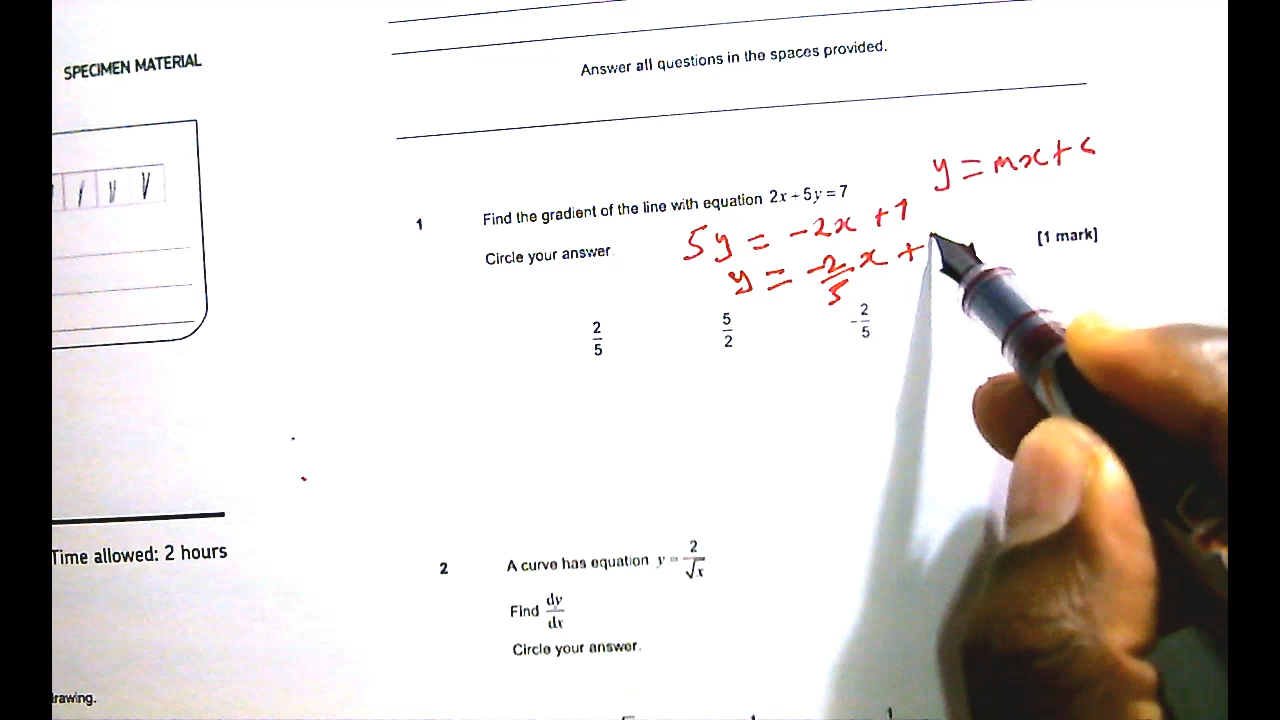 SPECIMEN MATERIAL
Answer all questions in the spaces provided.
y = mx + c
1 Find the gradient of the line with equation 2x + 5y = 7
5y = -2x + 7
Circle your answer
[1 mark]
y = -2/5 x +
2/5 5/2 -2/5
Time allowed: 2 hours
2 A curve has equation y = 2/√x
Find dy/dx
Circle your answer.